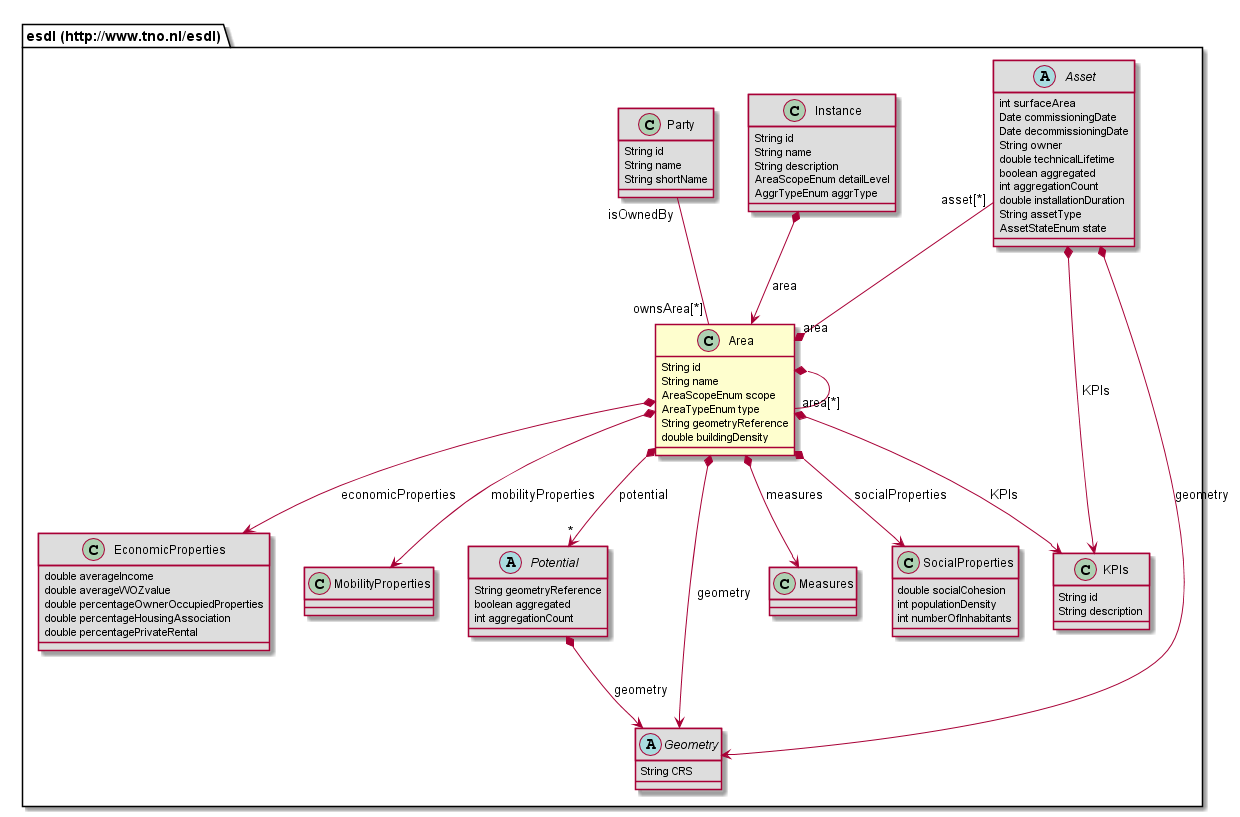 esdl (http://www.tno.nl/esdl)
A Asset
int surfaceArea
Date commissioningDate
Date decommissioningDate
String owner
double technicalLifetime
boolean aggregated
int aggregationCount
double installationDuration
String assetType
AssetStateEnum state
C Instance
String id
String name
String description
AreaScopeEnum detailLevel
AggrTypeEnum aggrType
C Party
String id
String name
String shortName
isOwnedBy
asset[*]
area
ownsArea[*]
area
C Area
String id
String name
AreaScopeEnum scope
AreaTypeEnum type
String geometryReference
double buildingDensity
area[*]
KPIs
economicProperties
mobilityProperties
potential
measures
socialProperties
KPIs
geometry
*
C EconomicProperties
double averageIncome
double averageWOZvalue
double percentageOwnerOccupiedProperties
double percentageHousingAssociation
double percentagePrivateRental
C MobilityProperties
A Potential
String geometryReference
boolean aggregated
int aggregationCount
geometry
C Measures
C SocialProperties
double socialCohesion
int populationDensity
int numberOfInhabitants
C KPIs
String id
String description
geometry
A Geometry
String CRS